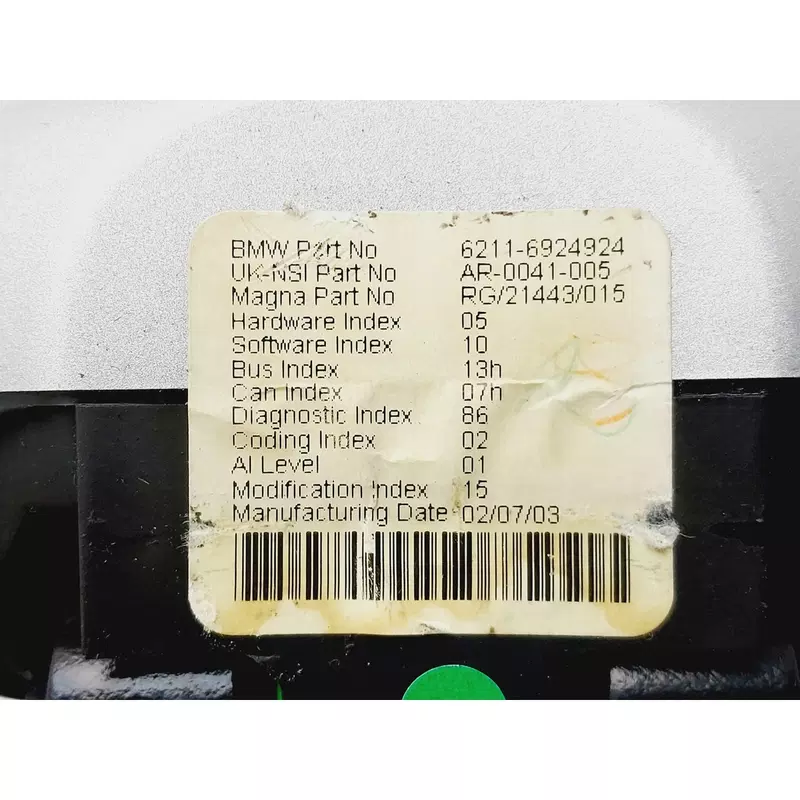 BMW Part No 6211-6924924
UK-NSI Part No AR-0041-005
Magna Part No RG/21443/015
Hardware Index 05
Software Index 10
Bus Index 13h
Can Index 07h
Diagnostic Index 86
Coding Index 02
AI Level 01
Modification Index 15
Manufacturing Date 02/07/03